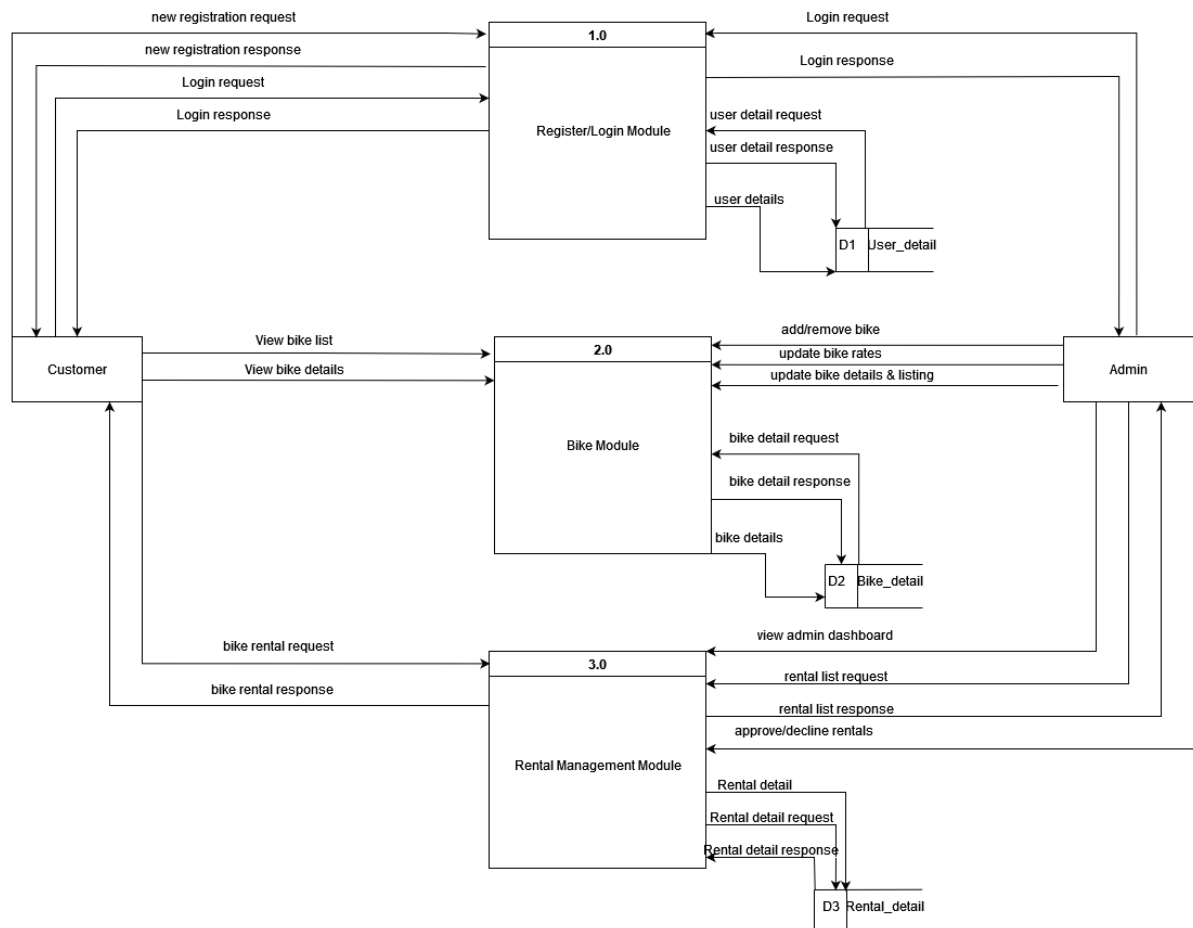 new registration request
Login request
1.0
new registration response
Login response
Login request
Login response
user detail request
Register/Login Module
user detail response
user details
D1
User_detail
View bike list
add/remove bike
2.0
update bike rates
Customer
View bike details
update bike details & listing
Admin
bike detail request
Bike Module
bike detail response
bike details
D2
Bike_detail
view admin dashboard
bike rental request
3.0
rental list request
bike rental response
rental list response
approve/decline rentals
Rental Management Module
Rental detail
Rental detail request
Rental detail response
D3
Rental_detail